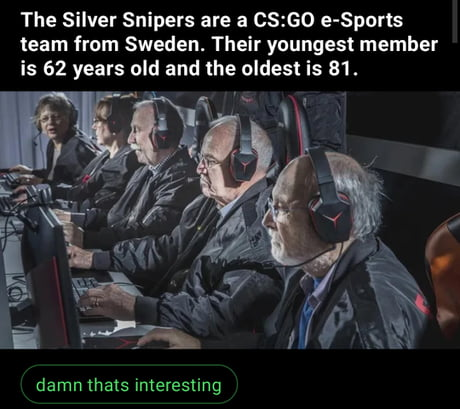 The Silver Snipers are a CS:GO e-Sports
team from Sweden. Their youngest member
is 62 years old and the oldest is 81.
damn thats interesting